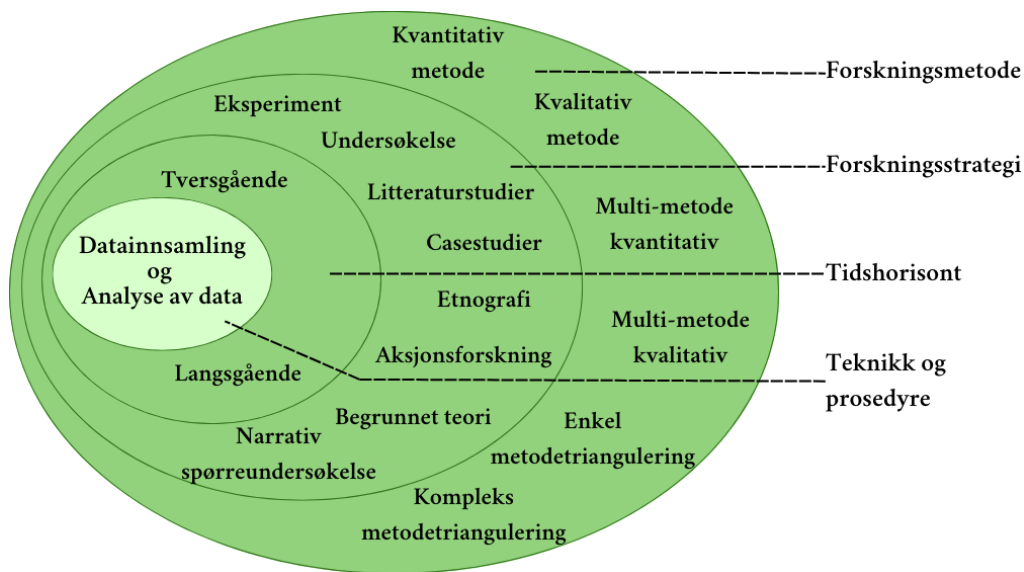 Kvantitativ
metode
Forskningsmetode
Eksperiment
Kvalitativ
metode
Undersøkelse
Forskningsstrategi
Tversgående
Litteraturstudier
Multi-metode
kvantitativ
Casestudier
Datainnsamling
og
Analyse av data
Tidshorisont
Etnografi
Multi-metode
kvalitativ
Aksjonsforskning
Langsgående
Teknikk og
prosedyre
Begrunnet teori
Narrativ
spørreundersøkelse
Enkel
metodetriangulering
Kompleks
metodetriangulering